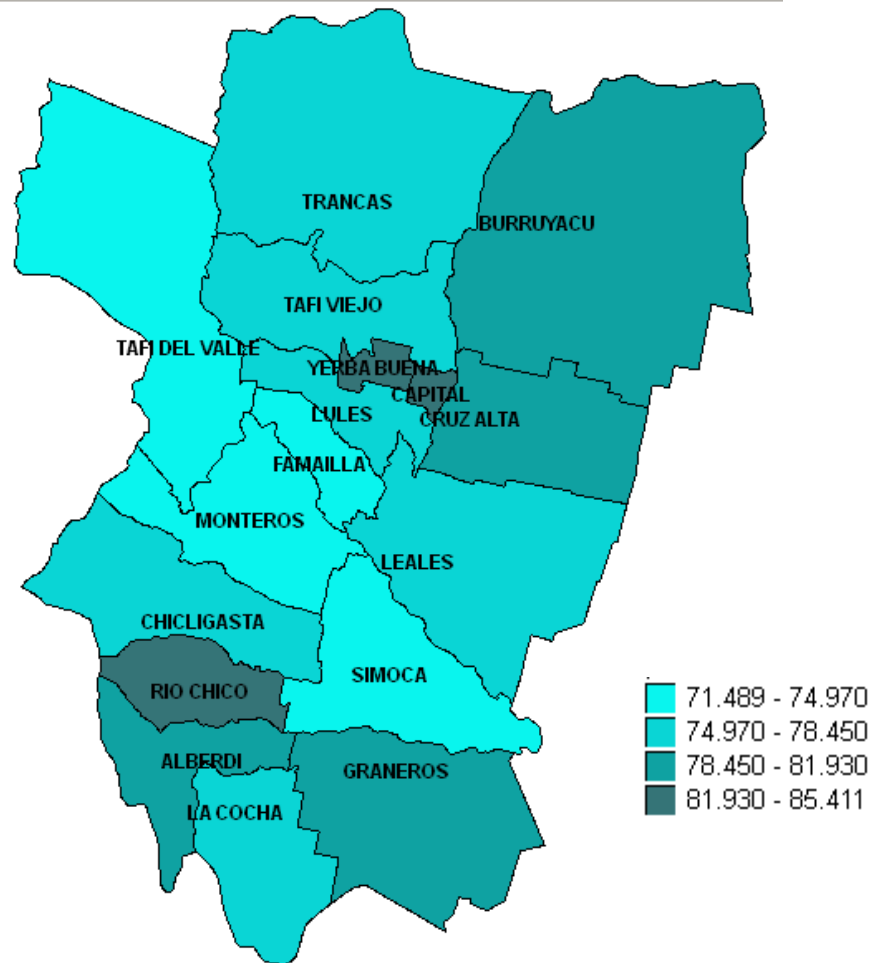 TRANCAS
BURRUYACU
TAFI VIEJO
TAFI DEL VALLE
YERBA BUENA
CAPITAL
LULES
CRUZ ALTA
FAMAILLA
MONTEROS
LEALES
CHICLIGASTA
SIMOCA
RIO CHICO
ALBERDI
GRANEROS
LA COCHA
71.489 - 74.970
74.970 - 78.450
78.450 - 81.930
81.930 - 85.411